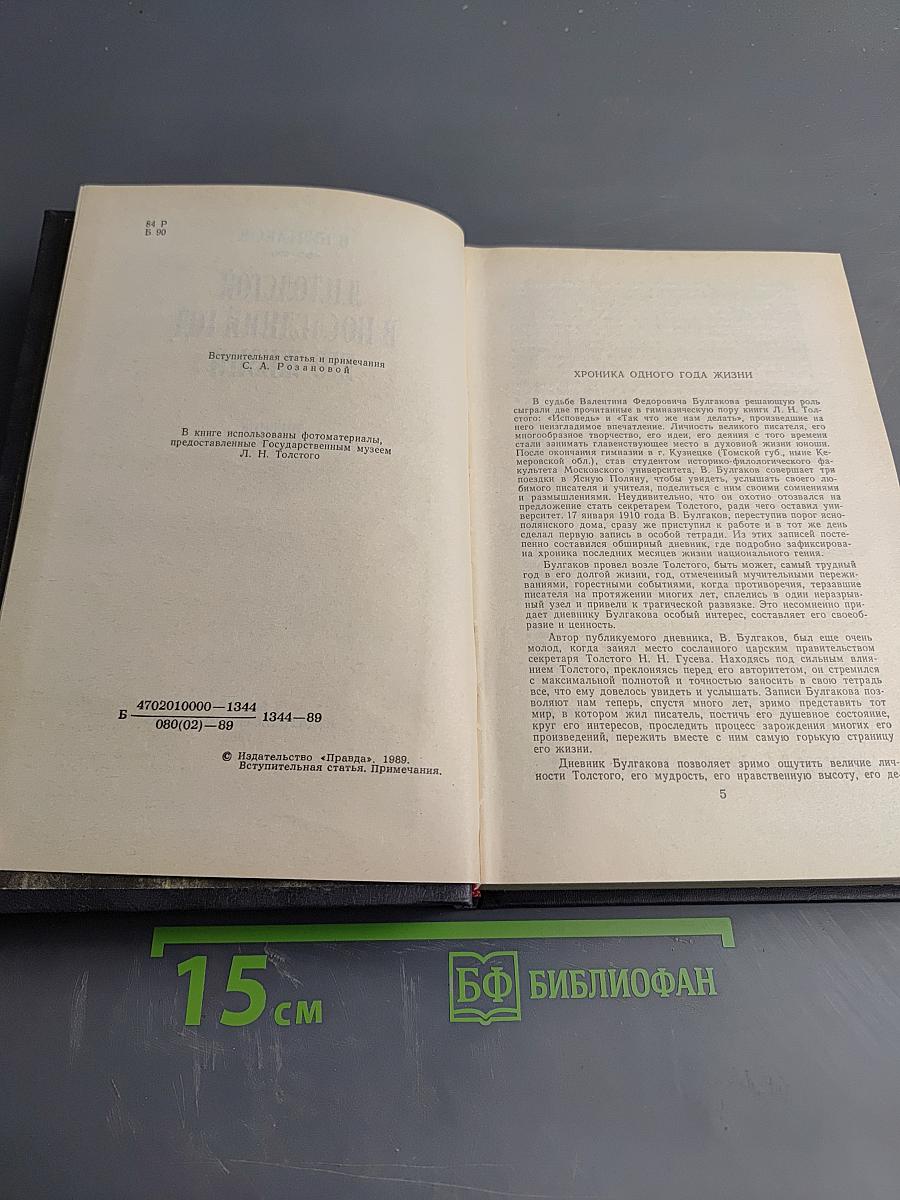 84 Р
Б 90
Вступительная статья и примечания
С. А. Розановой
В книге использованы фотоматериалы,
предоставленные Государственным музеем
Л. Н. Толстого
Б 4702010000—1344 1344—89
080(02)—89
© Издательство «Правда». 1989.
Вступительная статья. Примечания.
ХРОНИКА ОДНОГО ГОДА ЖИЗНИ
В судьбе Валентина Федоровича Булгакова решающую роль
сыграли две прочитанные в гимназическую пору книги Л. Н. Тол-
стого: «Исповедь» и «Так что же нам делать», произведшие на
него неизгладимое впечатление. Личность великого писателя, его
многообразное творчество, его идеи, его деяния с того времени
стали занимать главенствующее место в духовной жизни юноши.
После окончания гимназии в г. Кузнецке (Томской губ., ныне Ке-
меровской обл.), став студентом историко-филологического фа-
культета Московского университета, В. Булгаков совершает три
поездки в Ясную Поляну, чтобы увидеть, услышать своего лю-
бимого писателя и учителя, поделиться с ним своими сомнениями
и размышлениями. Неудивительно, что он охотно отозвался на
предложение стать секретарем Толстого, ради чего оставил уни-
верситет. 17 января 1910 года В. Булгаков, переступив порог ясно-
полянского дома, сразу же приступил к работе и в тот же день
сделал первую запись в особой тетради. Из этих записей посте-
пенно составился обширный дневник, где подробно зафиксирова-
на хроника последних месяцев жизни национального гения.
Булгаков провел возле Толстого, быть может, самый трудный
год в его долгой жизни, год, отмеченный мучительными пережи-
ваниями, горестными событиями, когда противоречия, терзавшие
писателя на протяжении многих лет, сплелись в один неразрыв-
ный узел и привели к трагической развязке. Это несомненно при-
дает дневнику Булгакова особый интерес, составляет его своеоб-
разие и ценность.
Автор публикуемого дневника, В. Булгаков, был еще очень
молод, когда занял место сосланного царским правительством
секретаря Толстого Н. Н. Гусева. Находясь под сильным влия-
нием Толстого, преклоняясь перед его авторитетом, он стремился
с максимальной полнотой и точностью заносить в свою тетрадь
все, что ему довелось увидеть и услышать. Записи Булгакова поз-
воляют нам теперь, спустя много лет, зримо представить тот
мир, в котором жил писатель, постичь его душевное состояние,
круг его интересов, проследить процесс зарождения многих его
произведений, пережить вместе с ним самую горькую страницу
его жизни.
Дневник Булгакова позволяет зримо ощутить величие лич-
ности Толстого, его мудрость, его нравственную высоту, его де-
5
15 см
БФ БИБЛИОФАН